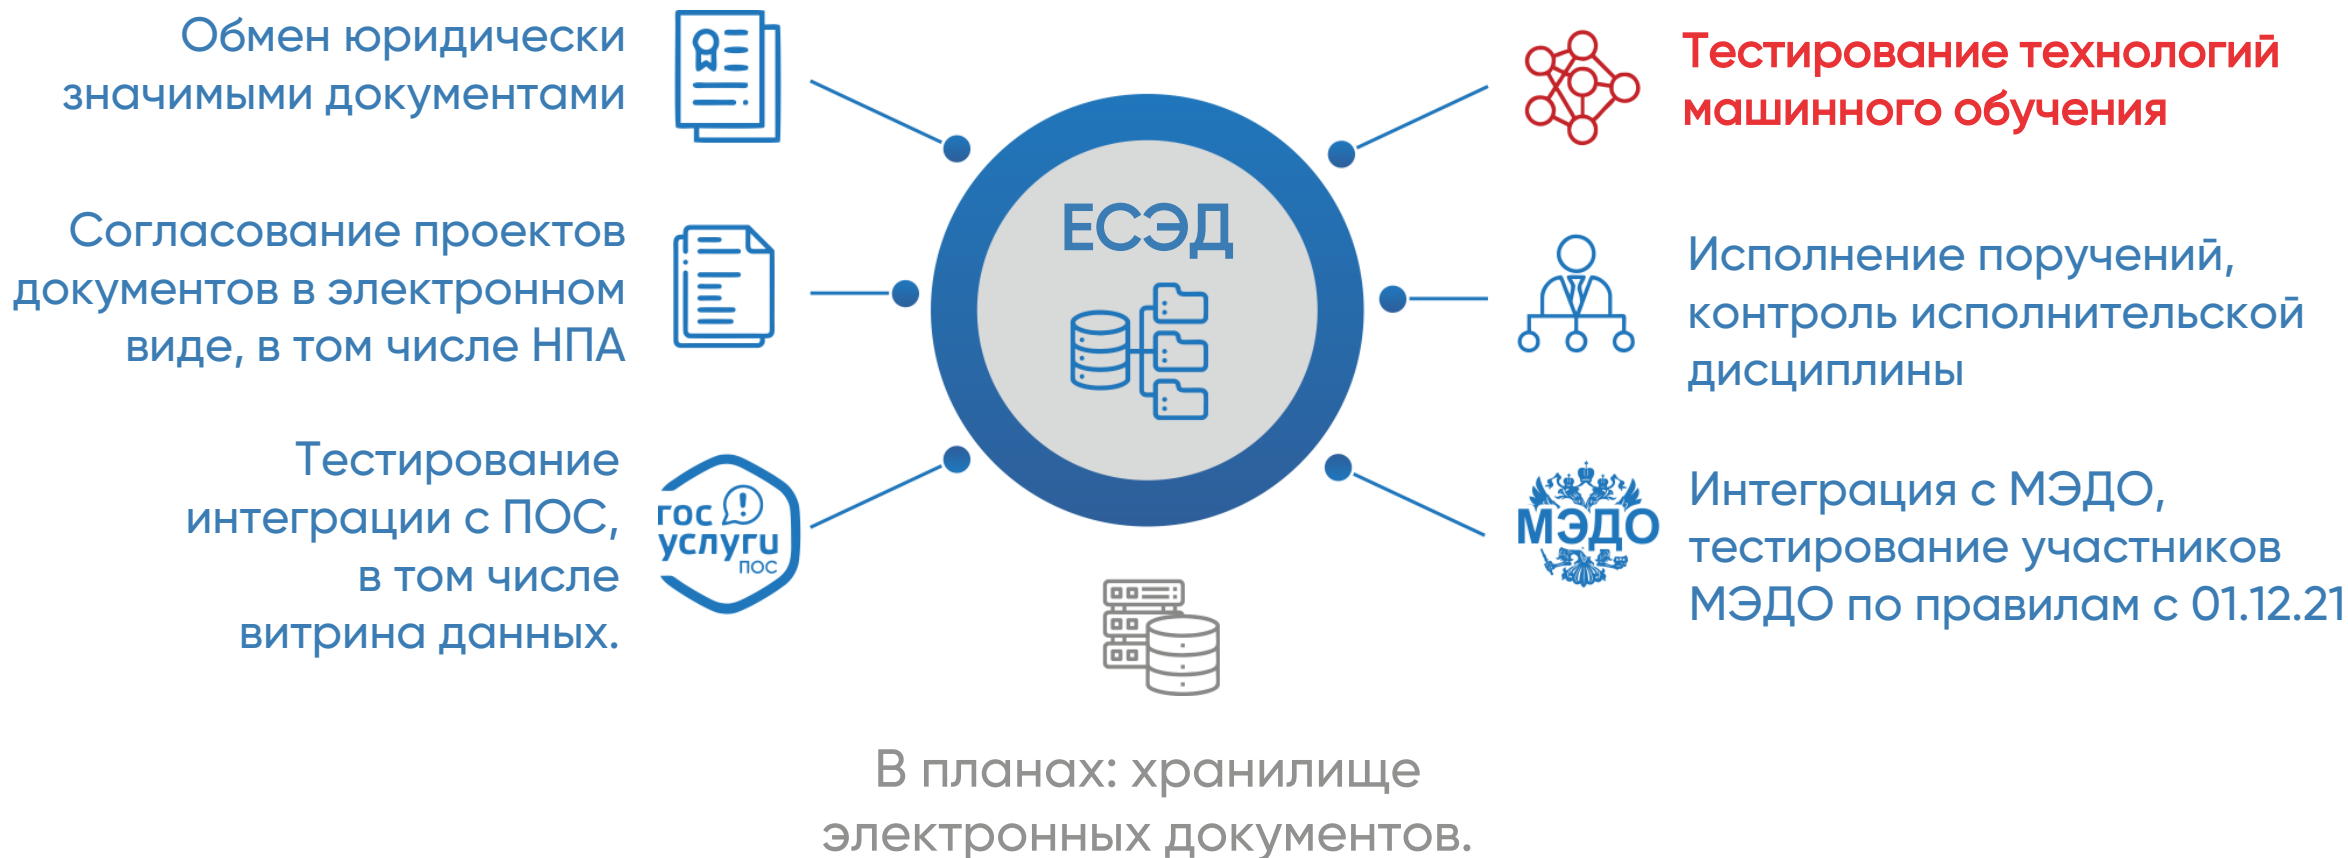 Обмен юридически
значимыми документами
Согласование проектов
документов в электронном
виде, в том числе НПА
Тестирование
интеграции с ПОС,
в том числе
витрина данных.
гос
услуги
ПОС
ЕСЭД
Тестирование технологий
машинного обучения
Исполнение поручений,
контроль исполнительской
дисциплины
МЭДО
Интеграция с МЭДО,
тестирование участников
МЭДО по правилам с 01.12.21
В планах: хранилище
электронных документов.